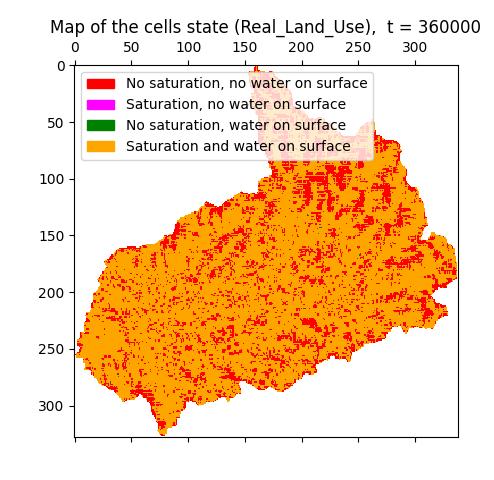 Map of the cells state (Real_Land_Use),  t = 360000
0 50 100 150 200 250 300
0
No saturation, no water on surface
Saturation, no water on surface
50
No saturation, water on surface
Saturation and water on surface
100
150
200
250
300